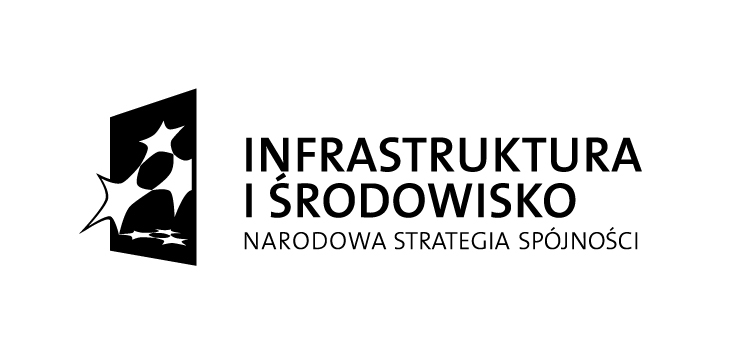 INFRASTRUKTURA
I ŚRODOWISKO
NARODOWA STRATEGIA SPÓJNOŚCI